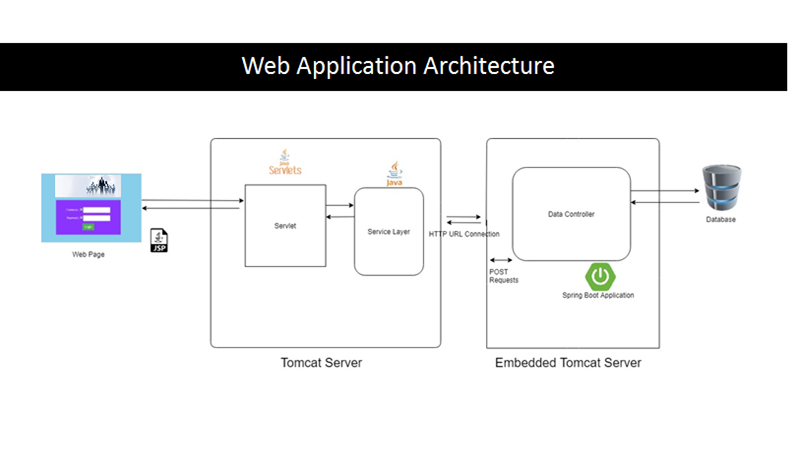 Web Application Architecture
Servlets
Java
Servlet
Service Layer
HTTP URL Connection
Data Controller
POST
Requests
Spring Boot Application
Database
JSP
Web Page
Tomcat Server
Embedded Tomcat Server